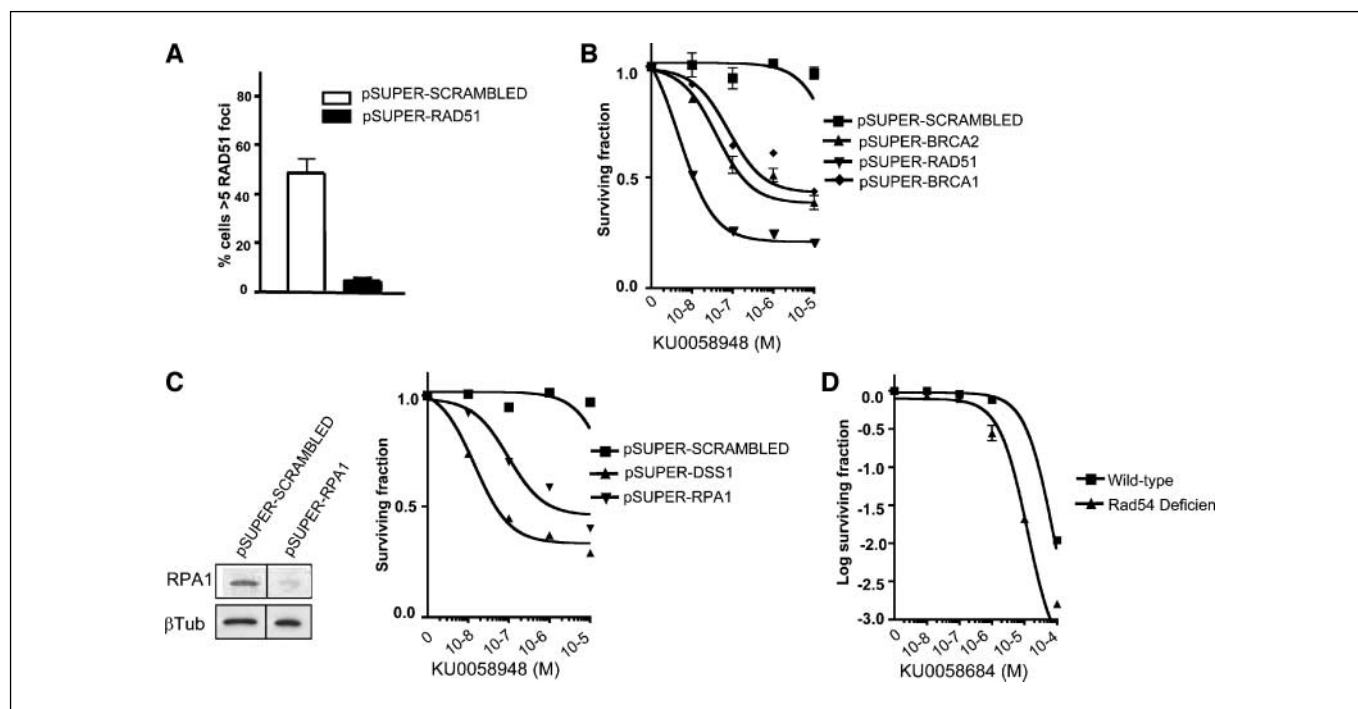 A
% cells >5 RAD51 foci
80
60
40
20
0
pSUPER-SCRAMBLED
pSUPER-RAD51
B
Surviving fraction
1.0
0.5
0.0
0
10-8
10-7
10-6
10-5
KU0058948 (M)
pSUPER-SCRAMBLED
pSUPER-BRCA2
pSUPER-RAD51
pSUPER-BRCA1
C
pSUPER-SCRAMBLED
pSUPER-RPA1
RPA1
βTub
Surviving fraction
1.0
0.5
0.0
0
10-8
10-7
10-6
10-5
KU0058948 (M)
pSUPER-SCRAMBLED
pSUPER-DSS1
pSUPER-RPA1
D
Log surviving fraction
0.0
-0.5
-1.0
-1.5
-2.0
-2.5
-3.0
0
10-8
10-7
10-6
10-5
10-4
KU0058684 (M)
Wild-type
Rad54 Deficien